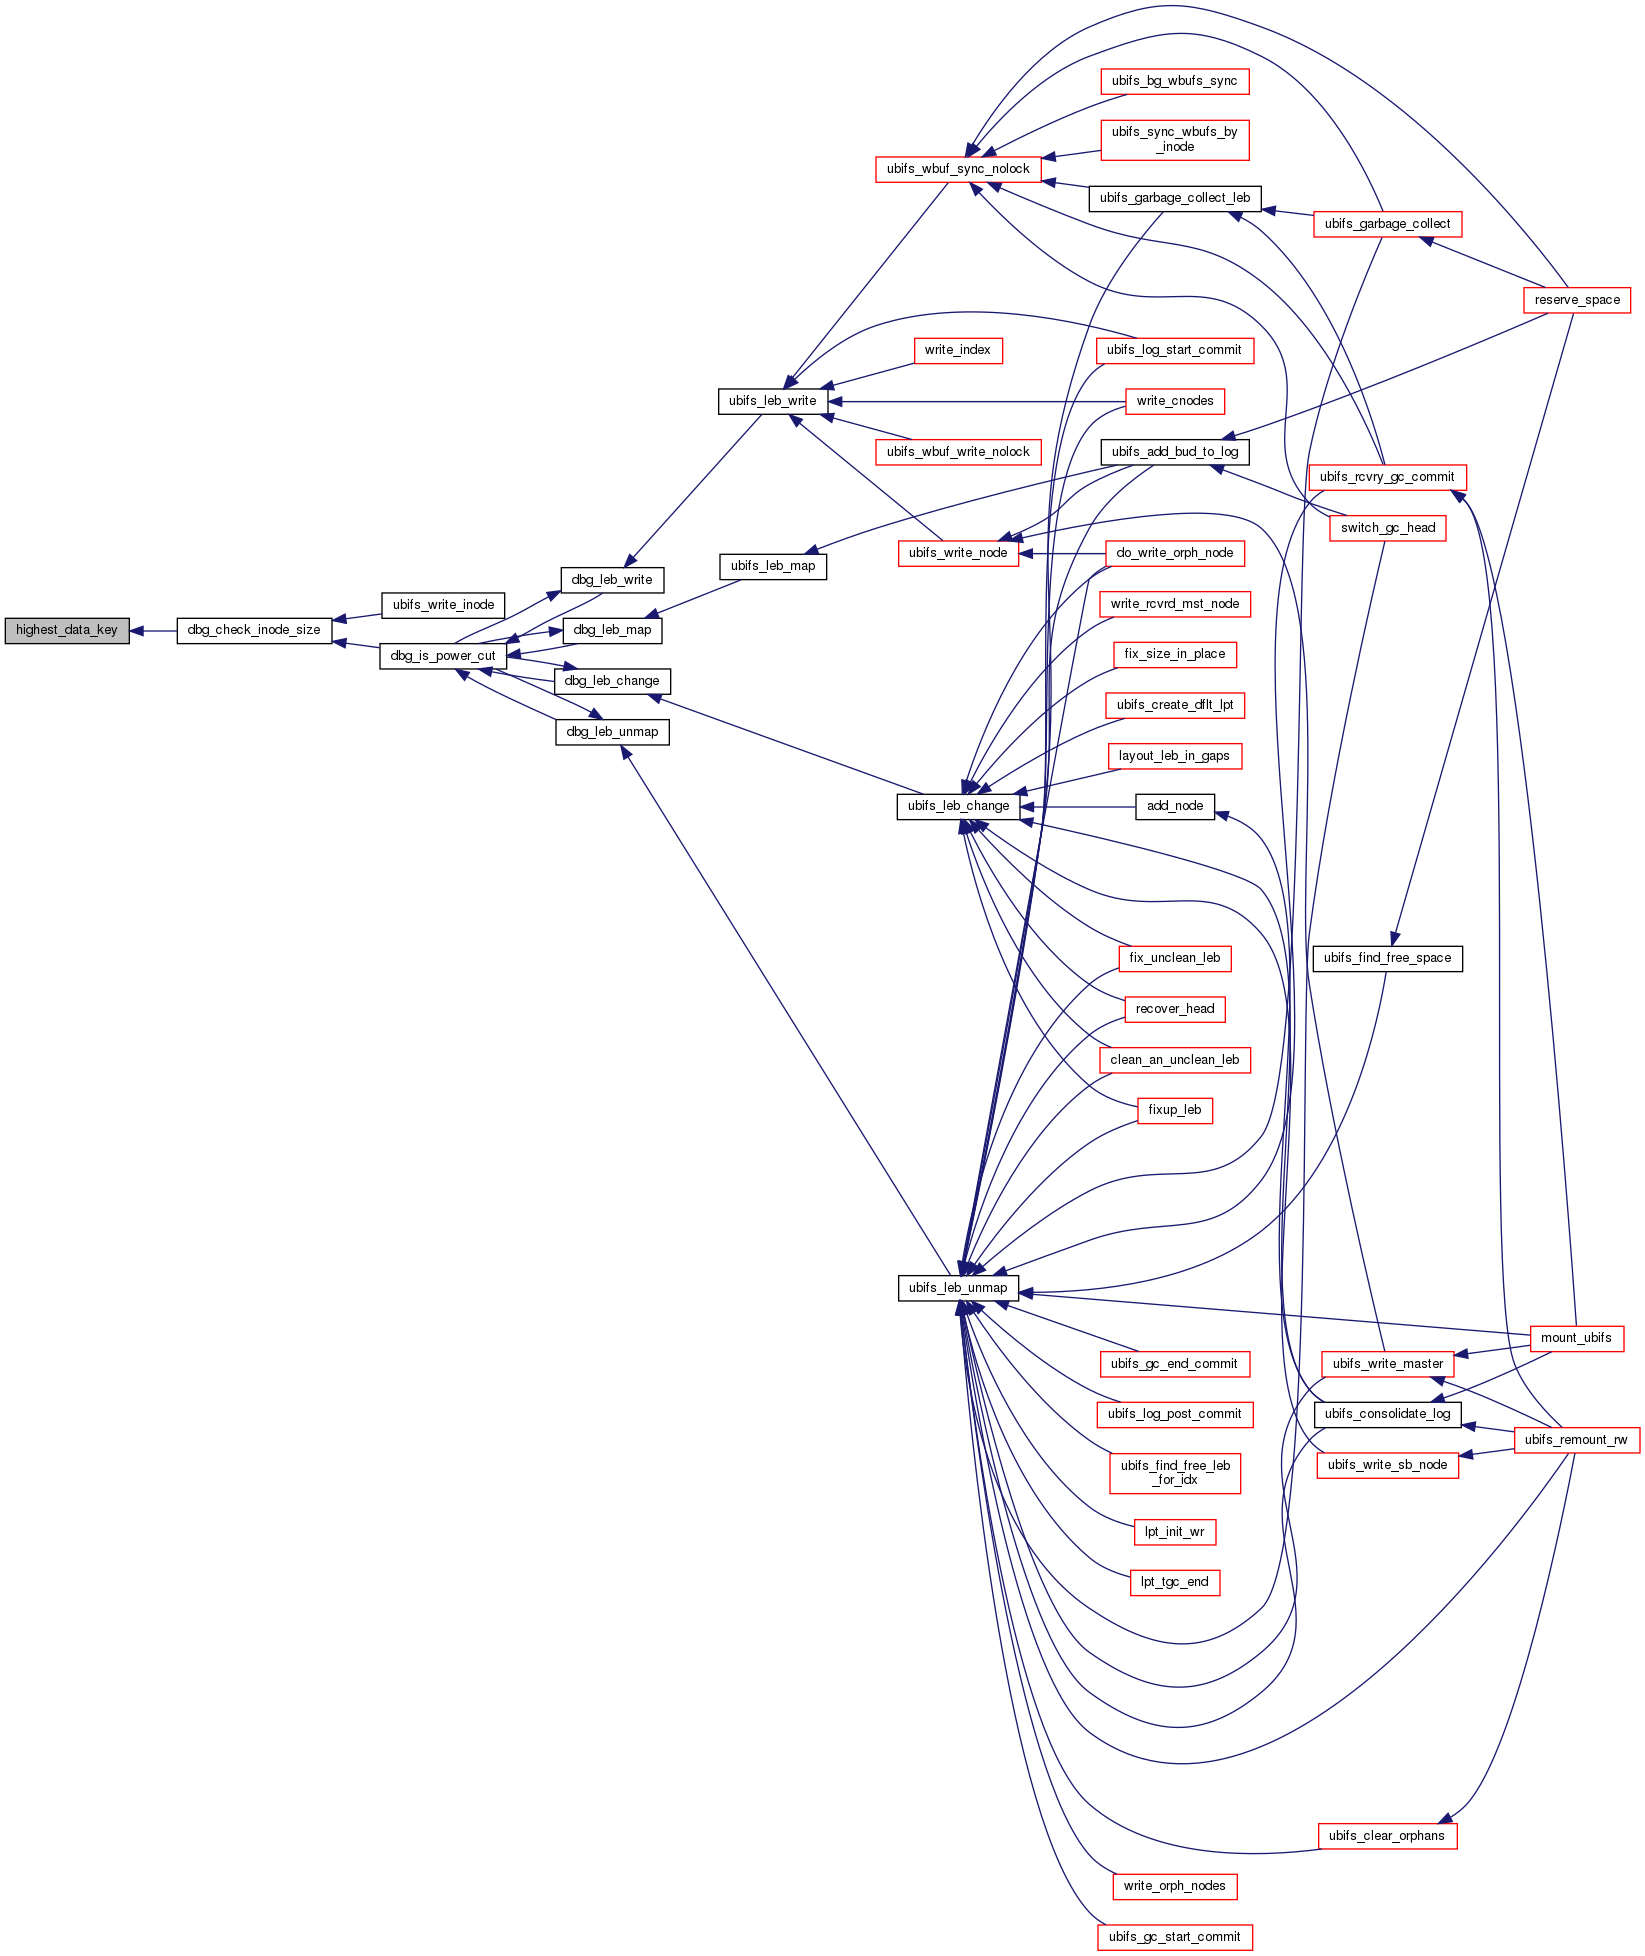 ubifs_bg_wbufs_sync
ubifs_sync_wbufs_by
_inode
ubifs_wbuf_sync_nolock
ubifs_garbage_collect_leb
ubifs_garbage_collect
reserve_space
write_index
ubifs_log_start_commit
ubifs_leb_write
write_cnodes
ubifs_wbuf_write_nolock
ubifs_add_bud_to_log
ubifs_rcvry_gc_commit
switch_gc_head
ubifs_write_node
do_write_orph_node
ubifs_leb_map
dbg_leb_write
ubifs_write_inode
write_rcvrd_mst_node
highest_data_key
dbg_check_inode_size
dbg_leb_map
dbg_is_power_cut
fix_size_in_place
dbg_leb_change
ubifs_create_dflt_lpt
dbg_leb_unmap
layout_leb_in_gaps
ubifs_leb_change
add_node
fix_unclean_leb
ubifs_find_free_space
recover_head
clean_an_unclean_leb
fixup_leb
ubifs_leb_unmap
mount_ubifs
ubifs_gc_end_commit
ubifs_write_master
ubifs_log_post_commit
ubifs_consolidate_log
ubifs_remount_rw
ubifs_find_free_leb
_for_idx
ubifs_write_sb_node
lpt_init_wr
lpt_tgc_end
ubifs_clear_orphans
write_orph_nodes
ubifs_gc_start_commit